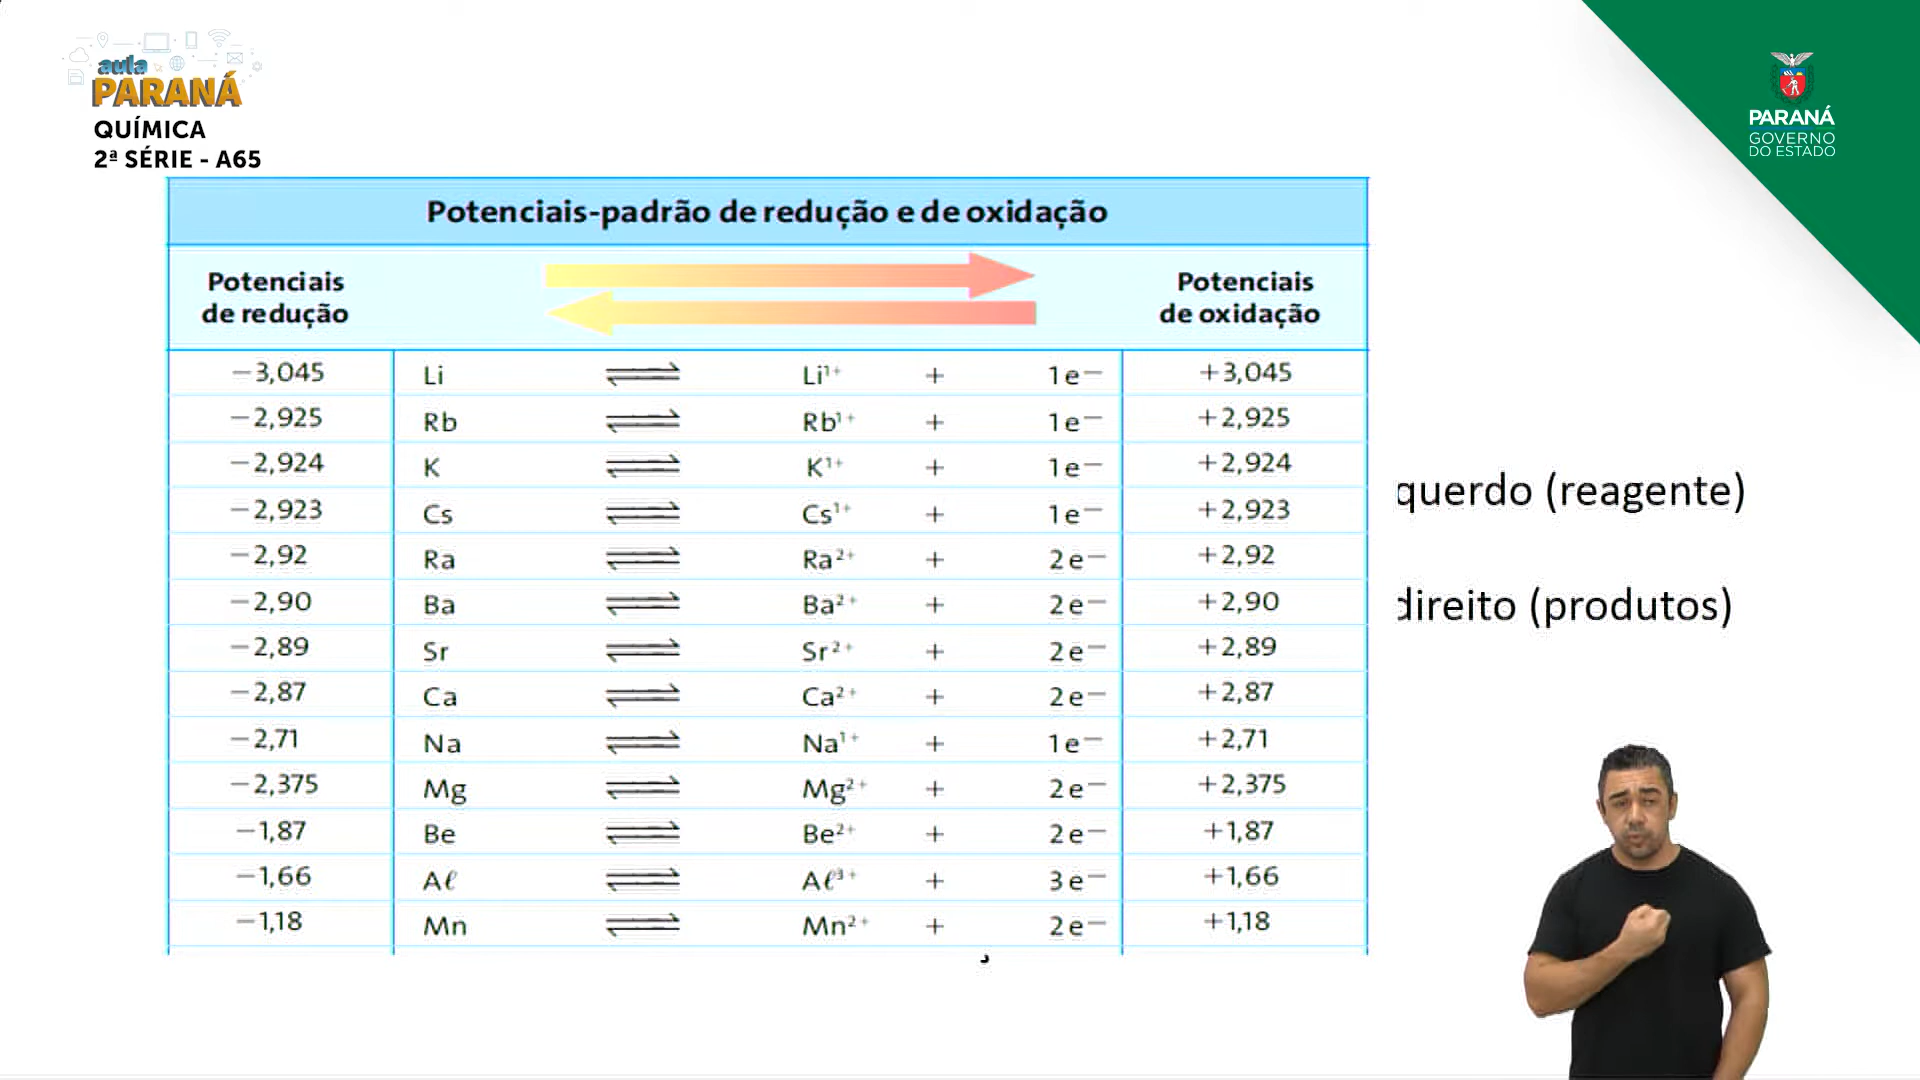 aula
PARANÁ
QUÍMICA
2ª SÉRIE - A65
PARANÁ
GOVERNO
DO ESTADO
Potenciais-padrão de redução e de oxidação
Potenciais de redução
Potenciais de oxidação
−3,045 Li ⇌ Li¹⁺ + 1e⁻ +3,045
−2,925 Rb ⇌ Rb¹⁺ + 1e⁻ +2,925
−2,924 K ⇌ K¹⁺ + 1e⁻ +2,924
−2,923 Cs ⇌ Cs¹⁺ + 1e⁻ +2,923
−2,92 Ra ⇌ Ra²⁺ + 2e⁻ +2,92
−2,90 Ba ⇌ Ba²⁺ + 2e⁻ +2,90
−2,89 Sr ⇌ Sr²⁺ + 2e⁻ +2,89
−2,87 Ca ⇌ Ca²⁺ + 2e⁻ +2,87
−2,71 Na ⇌ Na¹⁺ + 1e⁻ +2,71
−2,375 Mg ⇌ Mg²⁺ + 2e⁻ +2,375
−1,87 Be ⇌ Be²⁺ + 2e⁻ +1,87
−1,66 Aℓ ⇌ Aℓ³⁺ + 3e⁻ +1,66
−1,18 Mn ⇌ Mn²⁺ + 2e⁻ +1,18
querdo (reagente)
direito (produtos)